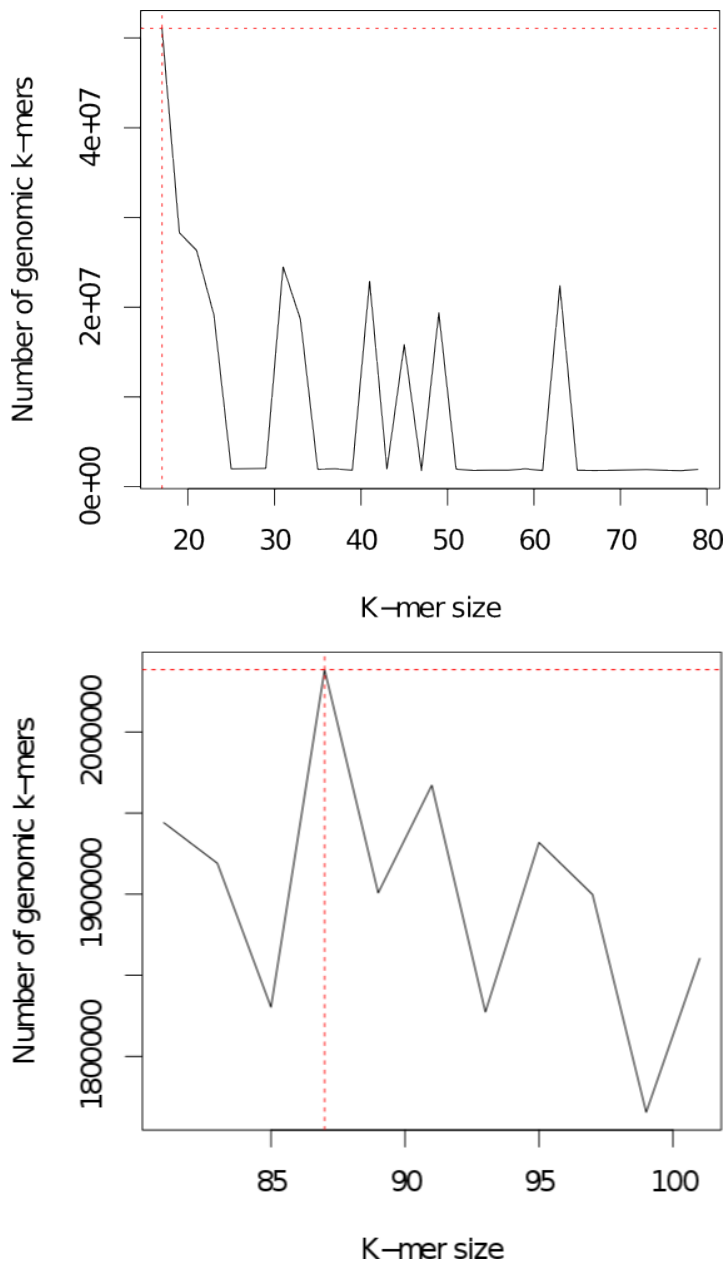 Number of genomic k−mers
4e+07
2e+07
0e+00
20 30 40 50 60 70 80
K−mer size
Number of genomic k−mers
2000000
1900000
1800000
85 90 95 100
K−mer size